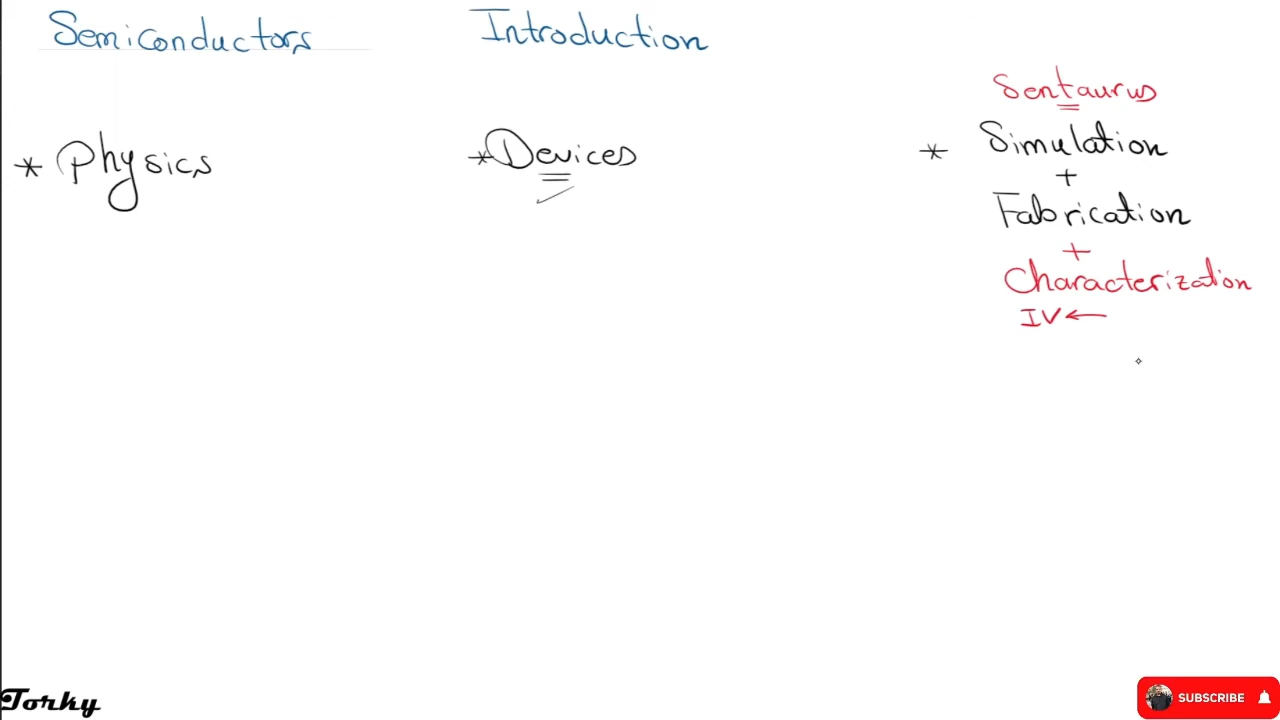 Semiconductors Introduction
Sentaurus
* Physics
* Devices
* Simulation
+
Fabrication
+
Characterization
IV ←
Torky
SUBSCRIBE